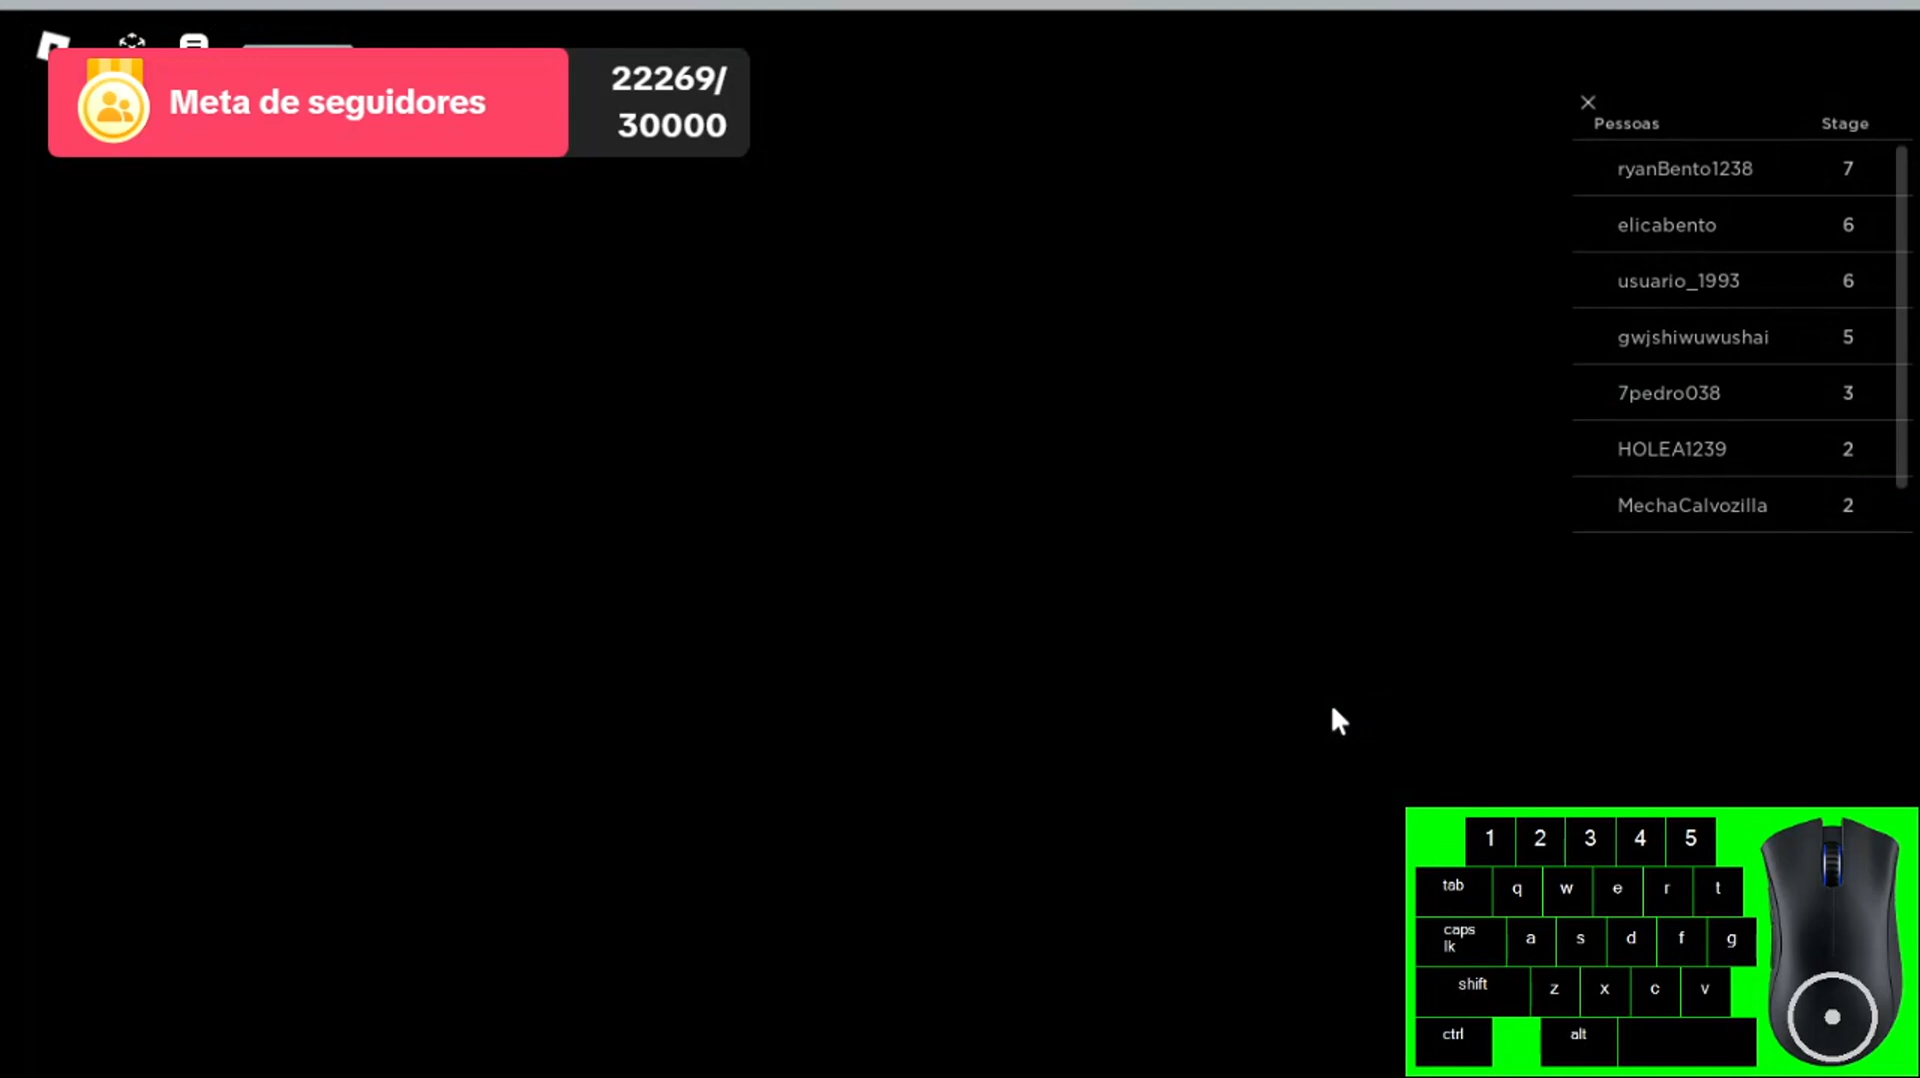 Meta de seguidores
22269/
30000
Pessoas Stage
ryanBento1238 7
elicabento 6
usuario_1993 6
gwjshiwuwushai 5
7pedro038 3
HOLEA1239 2
MechaCalvozilla 2
1 2 3 4 5
tab q w e r t
caps
lk
a s d f g
shift z x c v
ctrl alt